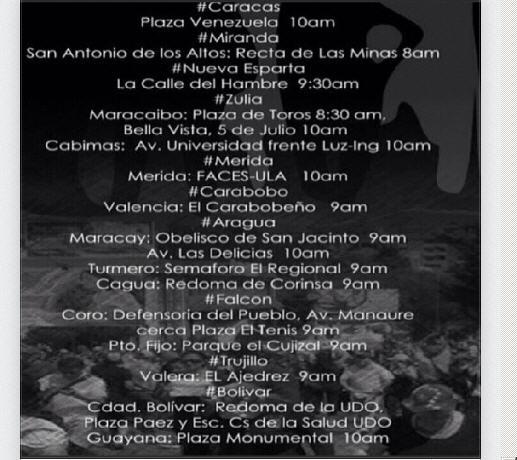 #Caracas
Plaza Venezuela 10am
#Miranda
San Antonio de los Altos: Recta de Las Minas 8am
#Nueva Esparta
La Calle del Hambre 9:30am
#Zulia
Maracaibo: Plaza de Toros 8:30 am,
Bella Vista, 5 de Julio 10am
Cabimas: Av. Universidad frente Luz-Ing 10am
#Merida
Merida: FACES-ULA 10am
#Carabobo
Valencia: El Carabobeño 9am
#Aragua
Maracay: Obelisco de San Jacinto 9am
Av. Las Delicias 10am
Turmero: Semaforo El Regional 9am
Cagua: Redoma de Corinsa 9am
#Falcon
Coro: Defensoria del Pueblo, Av. Manaure
cerca Plaza El Tenis 9am
Pto. Fijo: Parque el Cujizal 9am
#Trujillo
Valera: EL Ajedrez 9am
#Bolivar
Cdad. Bolívar: Redoma de la UDO,
Plaza Paez y Esc. Cs de la Salud UDO
Guayana: Plaza Monumental 10am